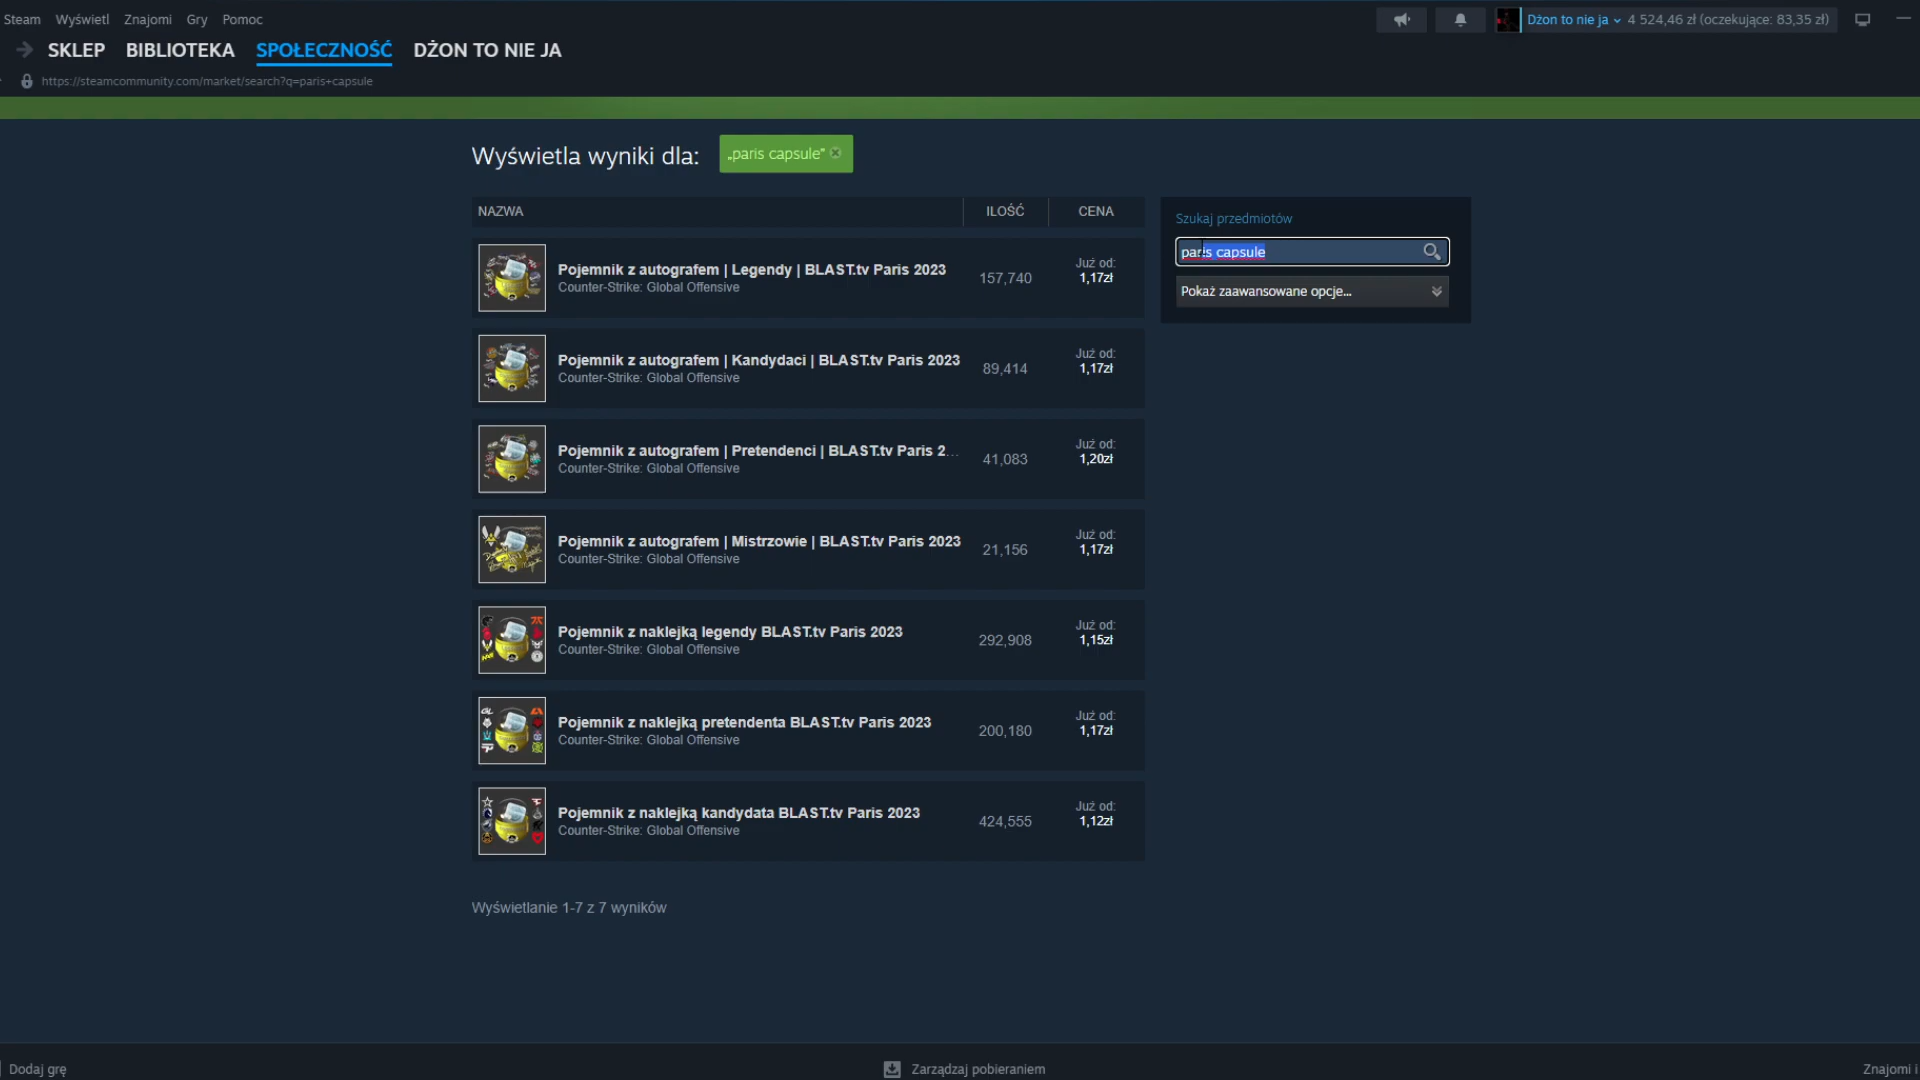 Steam Wyświetl Znajomi Gry Pomoc
Dżon to nie ja 4 524,46 zł (oczekujące: 83,35 zł)
SKLEP BIBLIOTEKA SPOŁECZNOŚĆ DŻON TO NIE JA
https://steamcommunity.com/market/search?q=paris+capsule
Wyświetla wyniki dla: „paris capsule”
NAZWA ILOŚĆ CENA
Pojemnik z autografem | Legendy | BLAST.tv Paris 2023
Counter-Strike: Global Offensive
157,740
Już od:
1,17zł
Pojemnik z autografem | Kandydaci | BLAST.tv Paris 2023
Counter-Strike: Global Offensive
89,414
Już od:
1,17zł
Pojemnik z autografem | Pretendenci | BLAST.tv Paris 2...
Counter-Strike: Global Offensive
41,083
Już od:
1,20zł
Pojemnik z autografem | Mistrzowie | BLAST.tv Paris 2023
Counter-Strike: Global Offensive
21,156
Już od:
1,17zł
Pojemnik z naklejką legendy BLAST.tv Paris 2023
Counter-Strike: Global Offensive
292,908
Już od:
1,15zł
Pojemnik z naklejką pretendenta BLAST.tv Paris 2023
Counter-Strike: Global Offensive
200,180
Już od:
1,17zł
Pojemnik z naklejką kandydata BLAST.tv Paris 2023
Counter-Strike: Global Offensive
424,555
Już od:
1,12zł
Wyświetlanie 1-7 z 7 wyników
Szukaj przedmiotów
paris capsule
Pokaż zaawansowane opcje...
Dodaj grę
Zarządzaj pobieraniem
Znajomi i